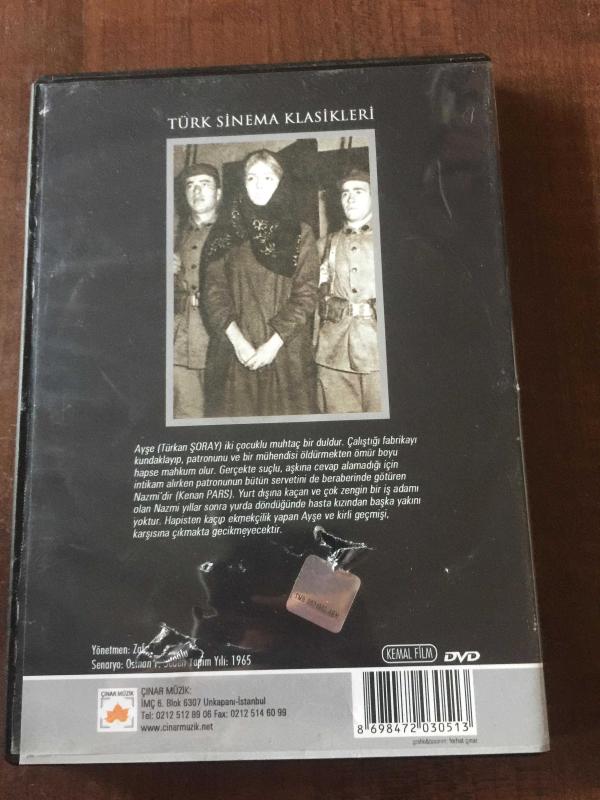 TÜRK SİNEMA KLASİKLERİ
Ayşe (Türkan ŞORAY) iki çocuklu muhtaç bir duldur. Çalıştığı fabrikayı
kundaklayıp, patronunu ve bir mühendisi öldürmekten ömür boyu
hapse mahkum olur. Gerçekte suçlu, aşkına cevap alamadığı için
intikam alırken patronunun bütün servetini de beraberinde götüren
Nazmi'dir (Kenan PARS). Yurt dışına kaçan ve çok zengin bir iş adamı
olan Nazmi yıllar sonra yurda döndüğünde hasta kızından başka yakını
yoktur. Hapisten kaçıp ekmekçilik yapan Ayşe ve kirli geçmişi,
karşısına çıkmakta gecikmeyecektir.
Yönetmen:
Senaryo: Osman F. Seden Yapım Yılı: 1965
KEMAL FİLM DVD
ÇINAR MÜZİK
ÇINAR MÜZİK:
İMÇ 6. Blok 6307 Unkapanı-İstanbul
Tel: 0212 512 89 06 Fax: 0212 514 60 99
www.cinarmuzik.net
8 698472 030513